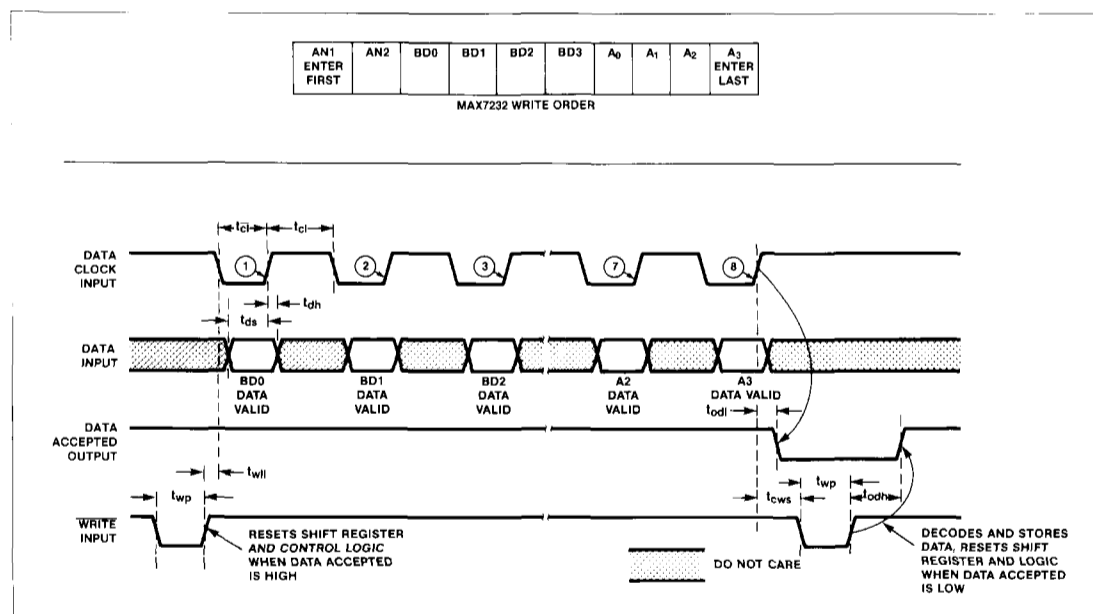 AN1 ENTER FIRST
AN2
BD0
BD1
BD2
BD3
A0
A1
A2
A3 ENTER LAST
MAX7232 WRITE ORDER
tcl
tcl
DATA CLOCK INPUT
1
2
3
7
8
tdh
tds
DATA INPUT
BD0 DATA VALID
BD1 DATA VALID
BD2 DATA VALID
A2 DATA VALID
A3 DATA VALID
todl
DATA ACCEPTED OUTPUT
twll
twp
tcws
twp
todh
WRITE INPUT
RESETS SHIFT REGISTER
AND CONTROL LOGIC
WHEN DATA ACCEPTED
IS HIGH
DO NOT CARE
DECODES AND STORES
DATA, RESETS SHIFT
REGISTER AND LOGIC
WHEN DATA ACCEPTED
IS LOW